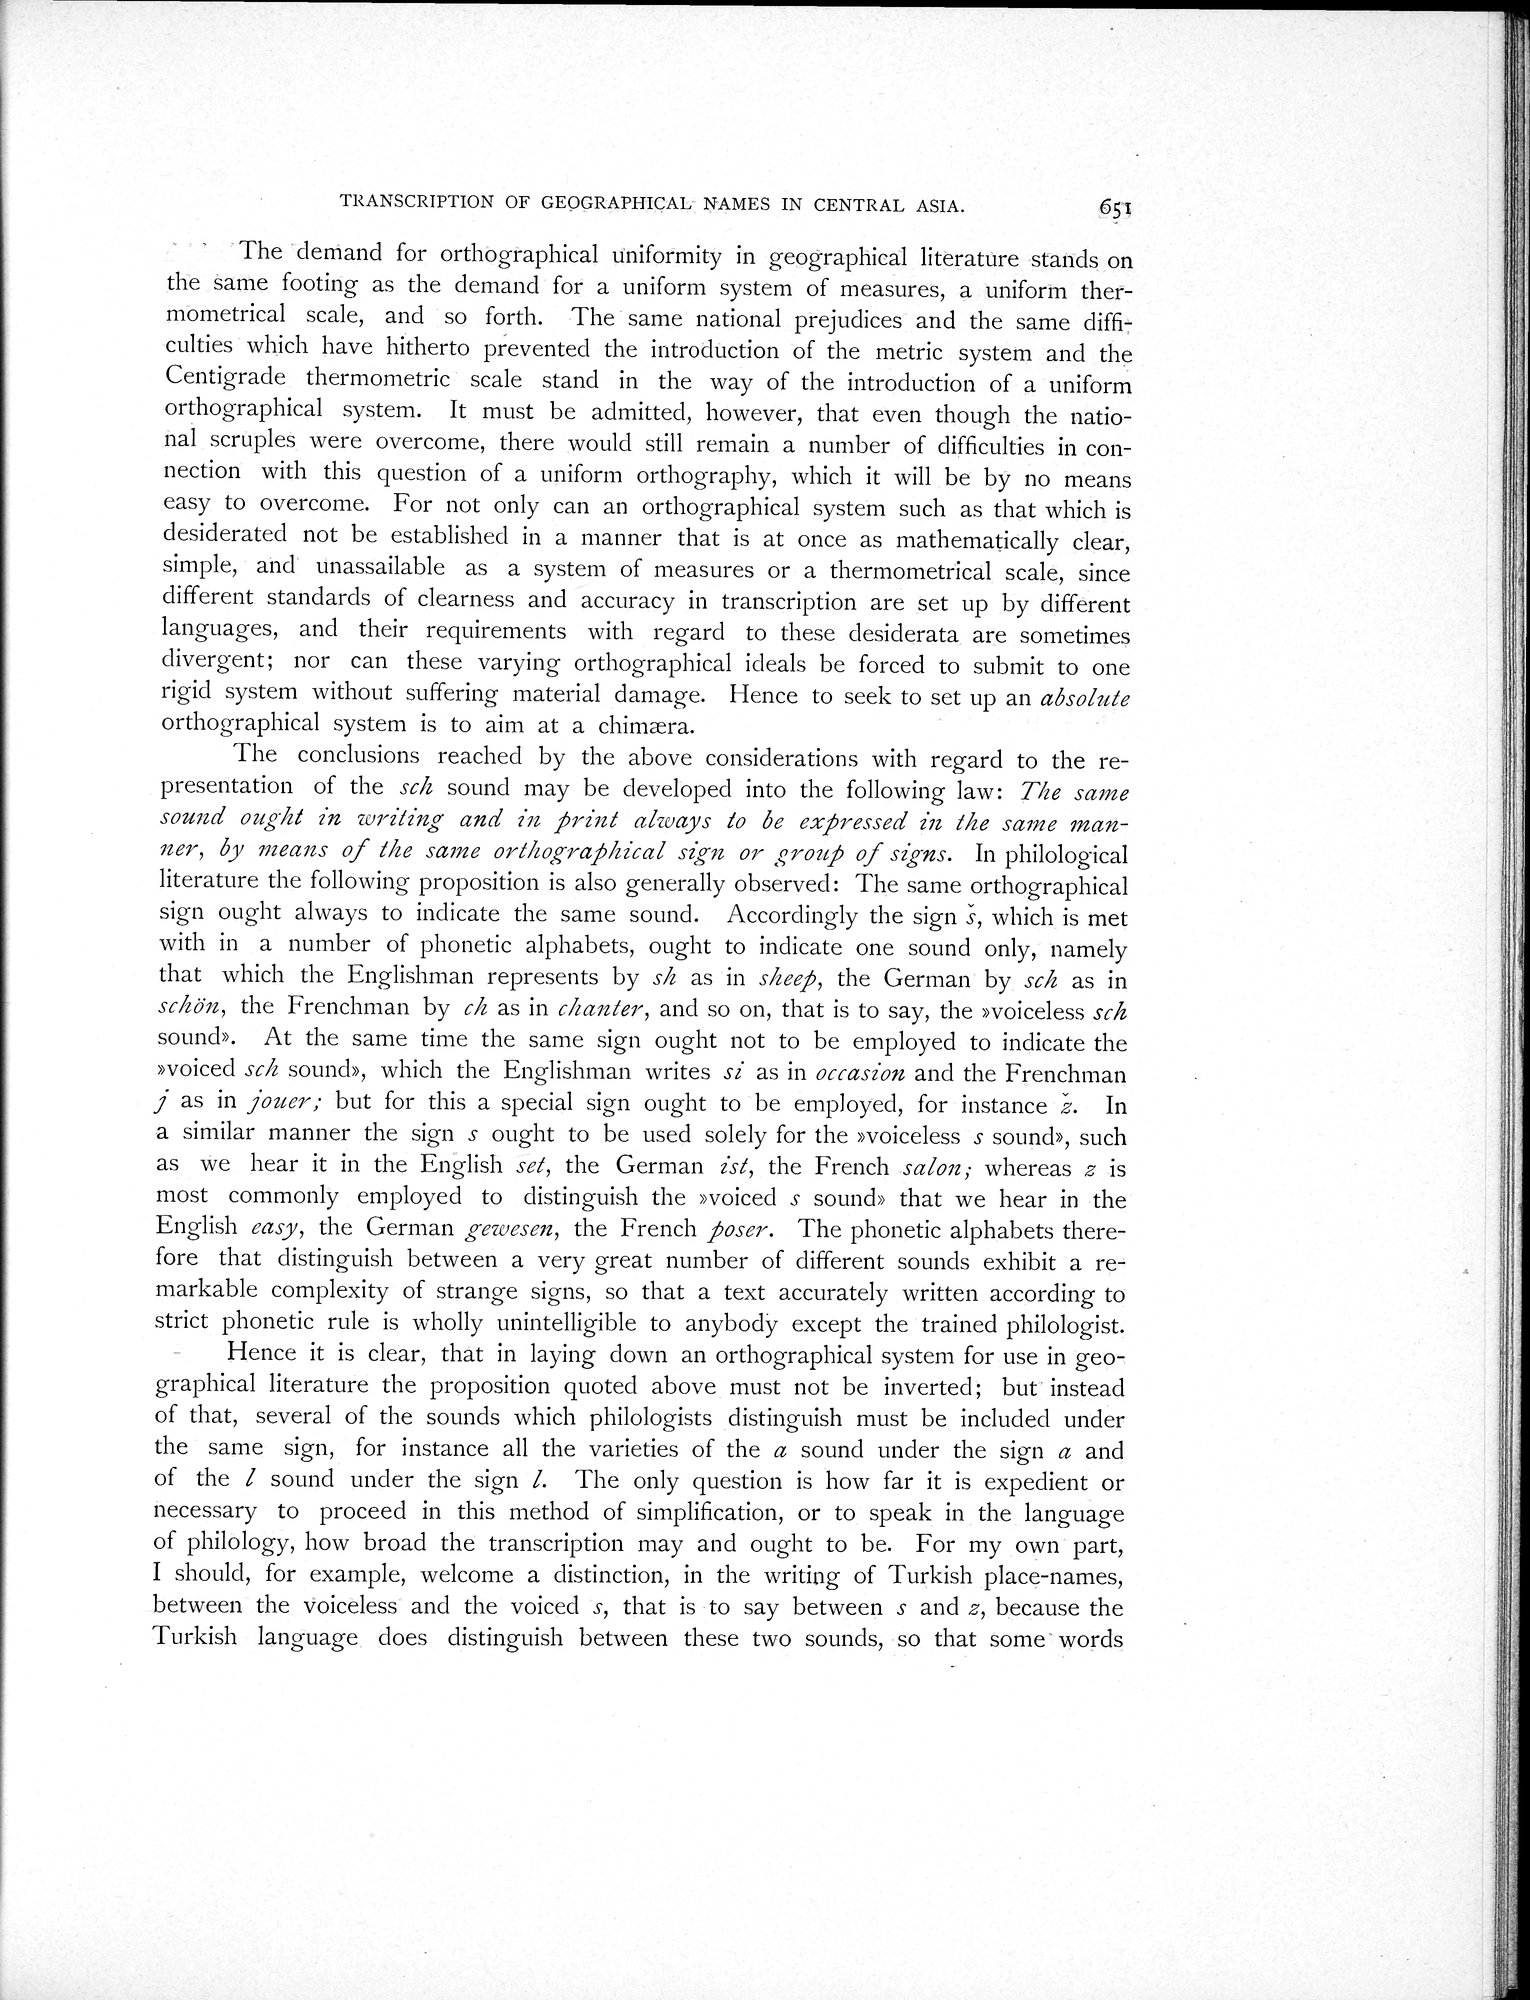 TRANSCRIPTION OF GEOGRAPHICAL NAMES IN CENTRAL ASIA. 651
The demand for orthographical uniformity in geographical literature stands on
the same footing as the demand for a uniform system of measures, a uniform ther-
mometrical scale, and so forth. The same national prejudices and the same diffi-
culties which have hitherto prevented the introduction of the metric system and the
Centigrade thermometric scale stand in the way of the introduction of a uniform
orthographical system. It must be admitted, however, that even though the natio-
nal scruples were overcome, there would still remain a number of difficulties in con-
nection with this question of a uniform orthography, which it will be by no means
easy to overcome. For not only can an orthographical system such as that which is
desiderated not be established in a manner that is at once as mathematically clear,
simple, and unassailable as a system of measures or a thermometrical scale, since
different standards of clearness and accuracy in transcription are set up by different
languages, and their requirements with regard to these desiderata are sometimes
divergent; nor can these varying orthographical ideals be forced to submit to one
rigid system without suffering material damage. Hence to seek to set up an absolute
orthographical system is to aim at a chimæra.
The conclusions reached by the above considerations with regard to the re-
presentation of the sch sound may be developed into the following law: The same
sound ought in writing and in print always to be expressed in the same man-
ner, by means of the same orthographical sign or group of signs. In philological
literature the following proposition is also generally observed: The same orthographical
sign ought always to indicate the same sound. Accordingly the sign š, which is met
with in a number of phonetic alphabets, ought to indicate one sound only, namely
that which the Englishman represents by sh as in sheep, the German by sch as in
schön, the Frenchman by ch as in chanter, and so on, that is to say, the »voiceless sch
sound». At the same time the same sign ought not to be employed to indicate the
»voiced sch sound», which the Englishman writes si as in occasion and the Frenchman
j as in jouer; but for this a special sign ought to be employed, for instance ž. In
a similar manner the sign s ought to be used solely for the »voiceless s sound», such
as we hear it in the English set, the German ist, the French salon; whereas z is
most commonly employed to distinguish the »voiced s sound» that we hear in the
English easy, the German gewesen, the French poser. The phonetic alphabets there-
fore that distinguish between a very great number of different sounds exhibit a re-
markable complexity of strange signs, so that a text accurately written according to
strict phonetic rule is wholly unintelligible to anybody except the trained philologist.
Hence it is clear, that in laying down an orthographical system for use in geo-
graphical literature the proposition quoted above must not be inverted; but instead
of that, several of the sounds which philologists distinguish must be included under
the same sign, for instance all the varieties of the a sound under the sign a and
of the l sound under the sign l. The only question is how far it is expedient or
necessary to proceed in this method of simplification, or to speak in the language
of philology, how broad the transcription may and ought to be. For my own part,
I should, for example, welcome a distinction, in the writing of Turkish place-names,
between the voiceless and the voiced s, that is to say between s and z, because the
Turkish language does distinguish between these two sounds, so that some words